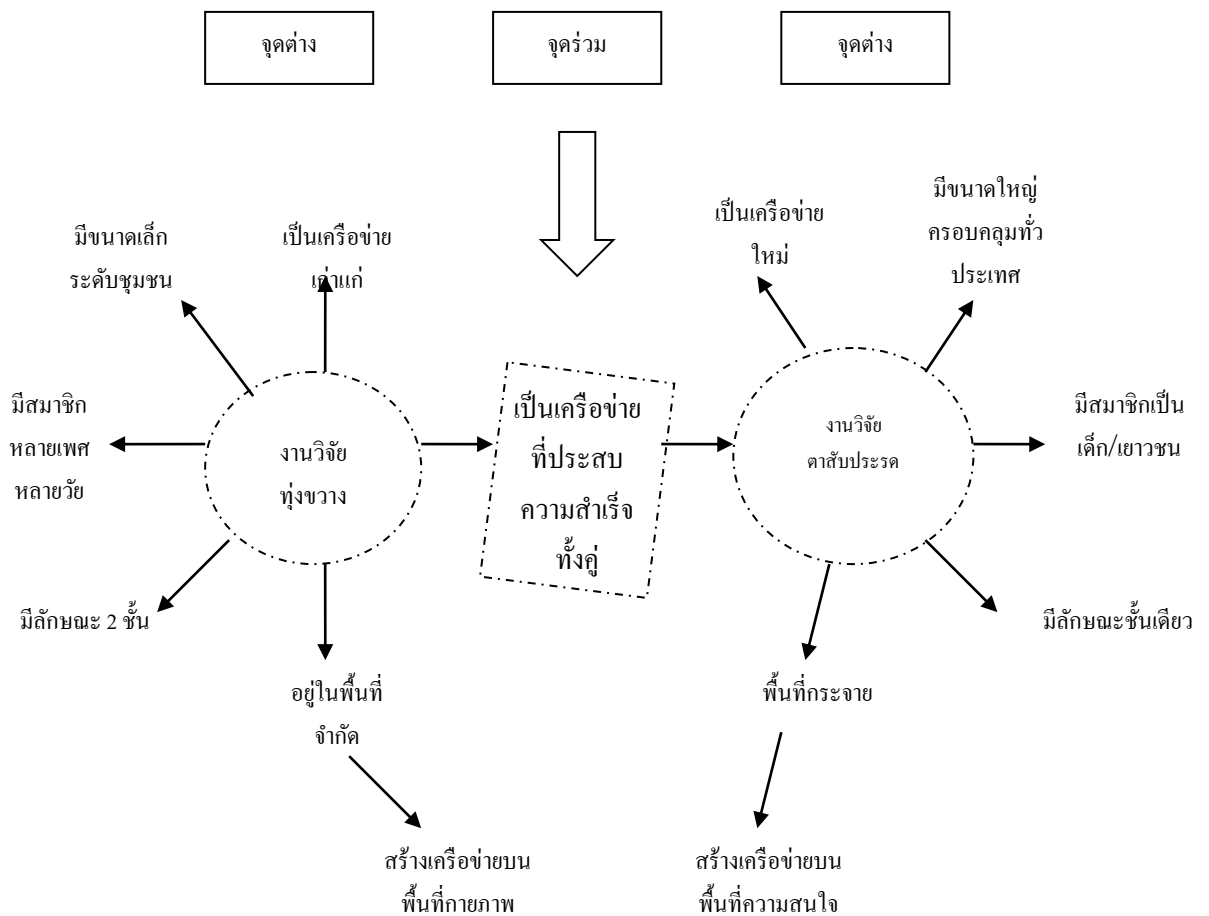 จุดต่าง
จุดร่วม
จุดต่าง
มีขนาดเล็ก
ระดับชุมชน
เป็นเครือข่าย
เก่าแก่
เป็นเครือข่าย
ใหม่
มีขนาดใหญ่
ครอบคลุมทั่ว
ประเทศ
มีสมาชิก
หลายเพศ
หลายวัย
งานวิจัย
ทุ่งขวาง
เป็นเครือข่าย
ที่ประสบ
ความสำเร็จ
ทั้งคู่
งานวิจัย
ตาสับประรด
มีสมาชิกเป็น
เด็ก/เยาวชน
มีลักษณะ 2 ชั้น
มีลักษณะชั้นเดียว
อยู่ในพื้นที่
จำกัด
พื้นที่กระจาย
สร้างเครือข่ายบน
พื้นที่กายภาพ
สร้างเครือข่ายบน
พื้นที่ความสนใจ